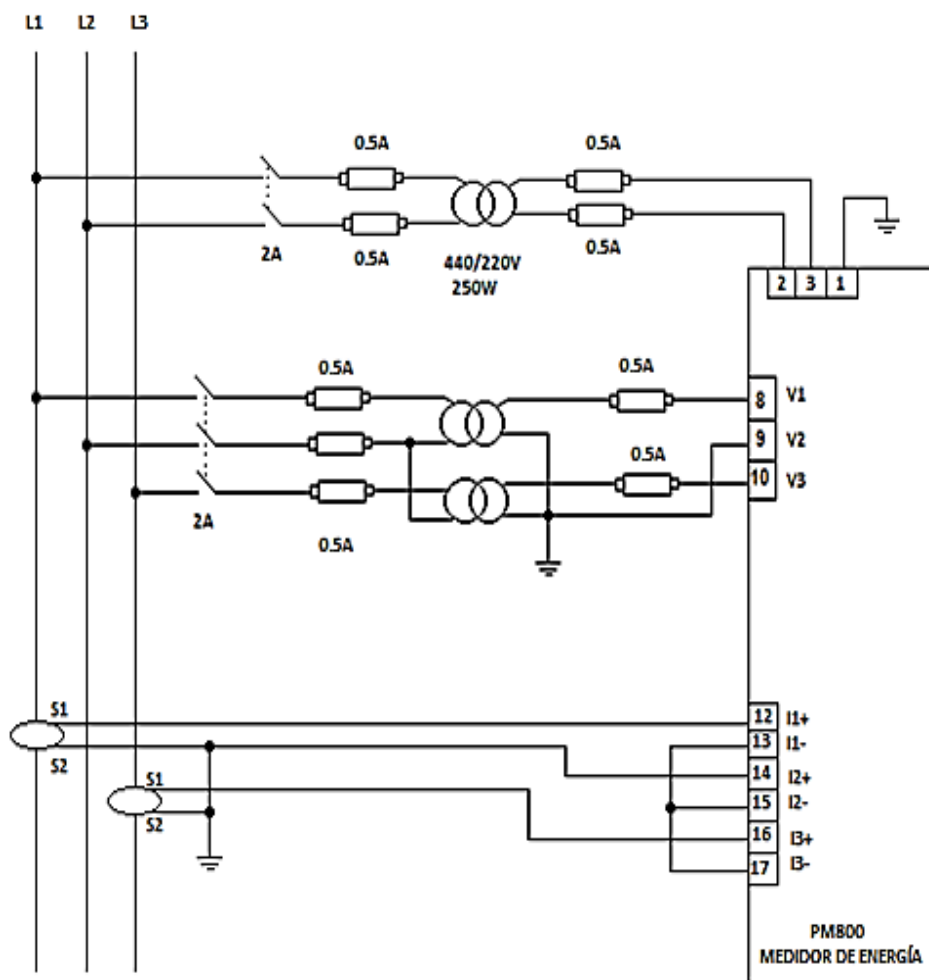 L1 L2 L3
0.5A 0.5A
2A 0.5A 0.5A
440/220V
250W
2 3 1
0.5A 0.5A
8 V1
9 V2
0.5A
10 V3
2A
0.5A
S1
12 I1+
13 I1-
S2
14 I2+
S1
15 I2-
S2
16 I3+
17 I3-
PM800
MEDIDOR DE ENERGÍA